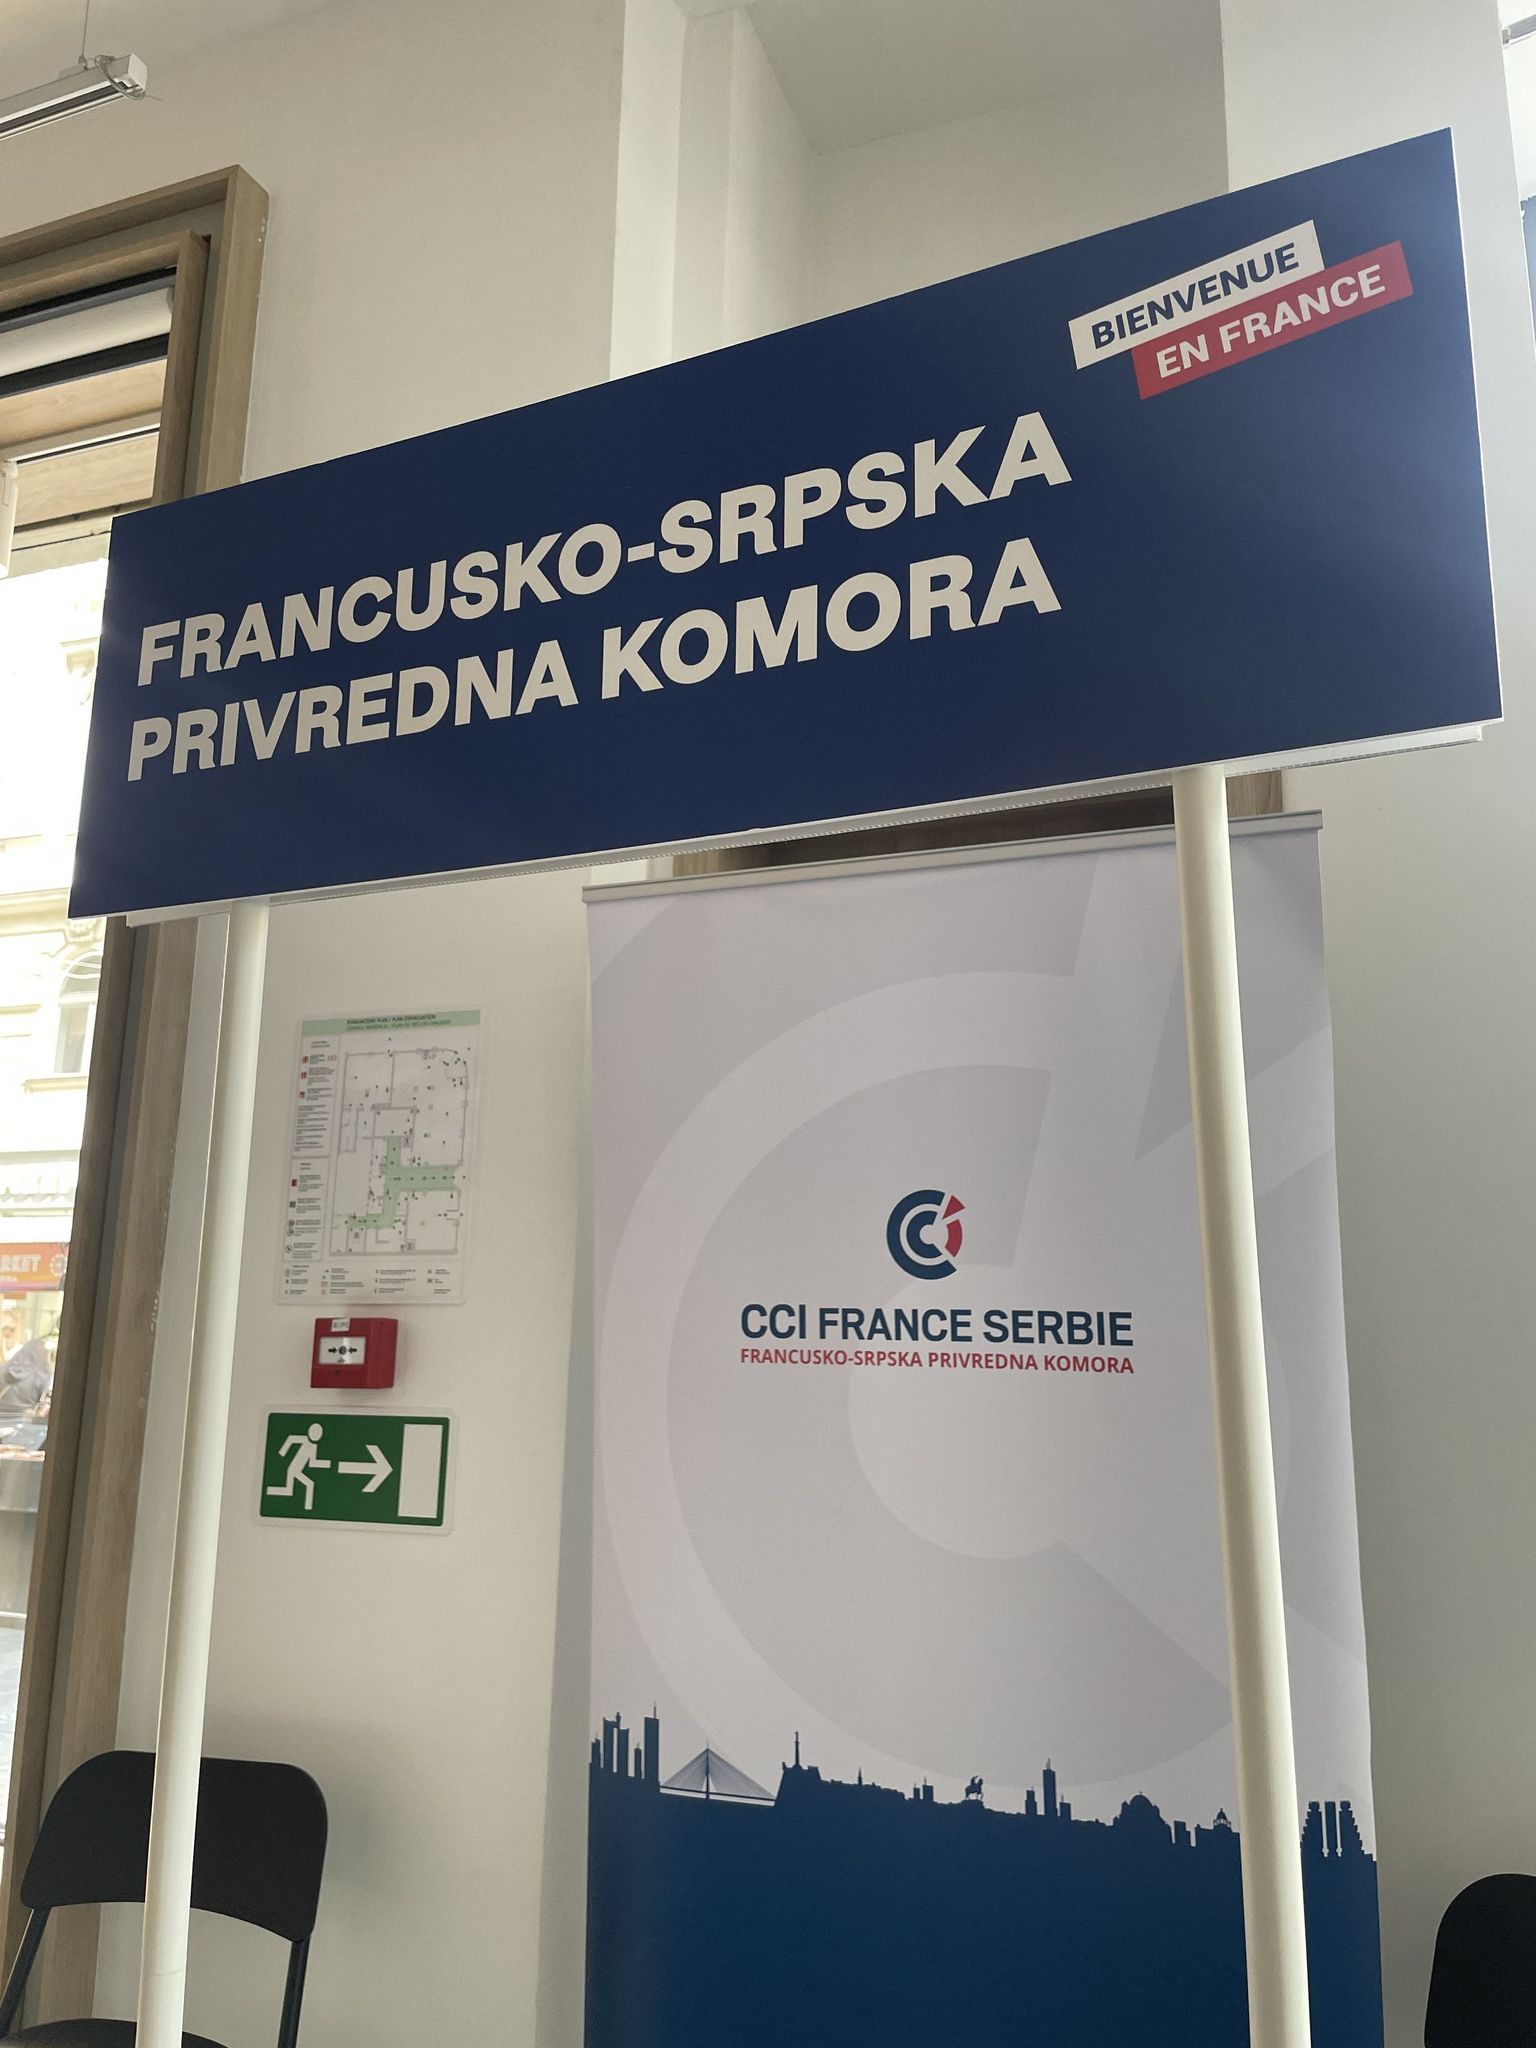 BIENVENUE
EN FRANCE
FRANCUSKO-SRPSKA
PRIVREDNA KOMORA
CCI FRANCE SERBIE
FRANCUSKO-SRPSKA PRIVREDNA KOMORA